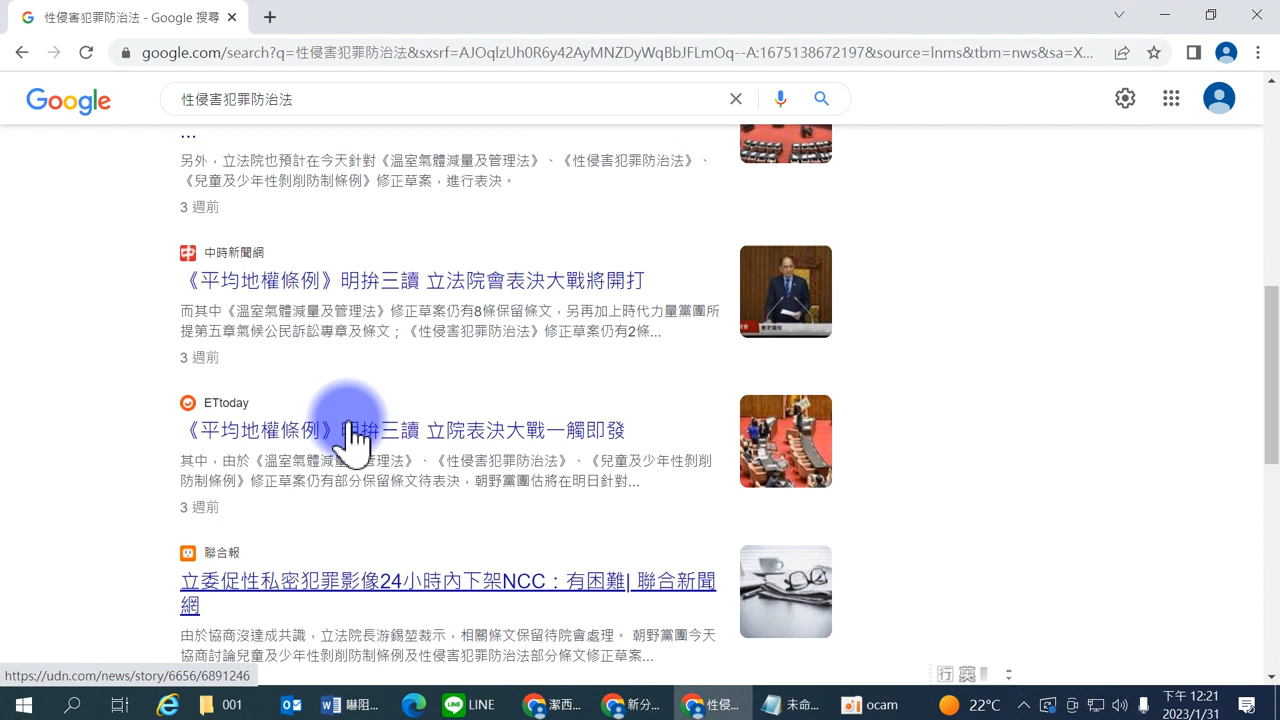 性侵害犯罪防治法 - Google 搜尋
google.com/search?q=性侵害犯罪防治法&sxsrf=AJOqlzUh0R6y42AyMNZDyWqBbJFLmOq--A:1675138672197&source=lnms&tbm=nws&sa=X...
Google
性侵害犯罪防治法
...
另外，立法院也預計在今天針對《溫室氣體減量及管理法》、《性侵害犯罪防治法》、
《兒童及少年性剝削防制條例》修正草案，進行表決。
3 週前
中時新聞網
《平均地權條例》明拚三讀 立法院會表決大戰將開打
而其中《溫室氣體減量及管理法》修正草案仍有8條保留條文，另再加上時代力量黨團所
提第五章氣候公民訴訟專章及條文；《性侵害犯罪防治法》修正草案仍有2條...
3 週前
ETtoday
《平均地權條例》明拚三讀 立院表決大戰一觸即發
其中，由於《溫室氣體減量及管理法》、《性侵害犯罪防治法》、《兒童及少年性剝削
防制條例》修正草案仍有部分保留條文待表決，朝野黨團估將在明日針對...
3 週前
聯合報
立委促性私密犯罪影像24小時內下架NCC：有困難| 聯合新聞
網
由於協商沒達成共識，立法院長游錫堃裁示，相關條文保留待院會處理。 朝野黨團今天
協商討論兒童及少年性剝削防制條例及性侵害犯罪防治法部分條文修正草案...
https://udn.com/news/story/6656/6891246
行 英
001
嚇阻...
LINE
潔西...
新分...
性侵...
未命...
ocam
22°C
下午 12:21
2023/1/31